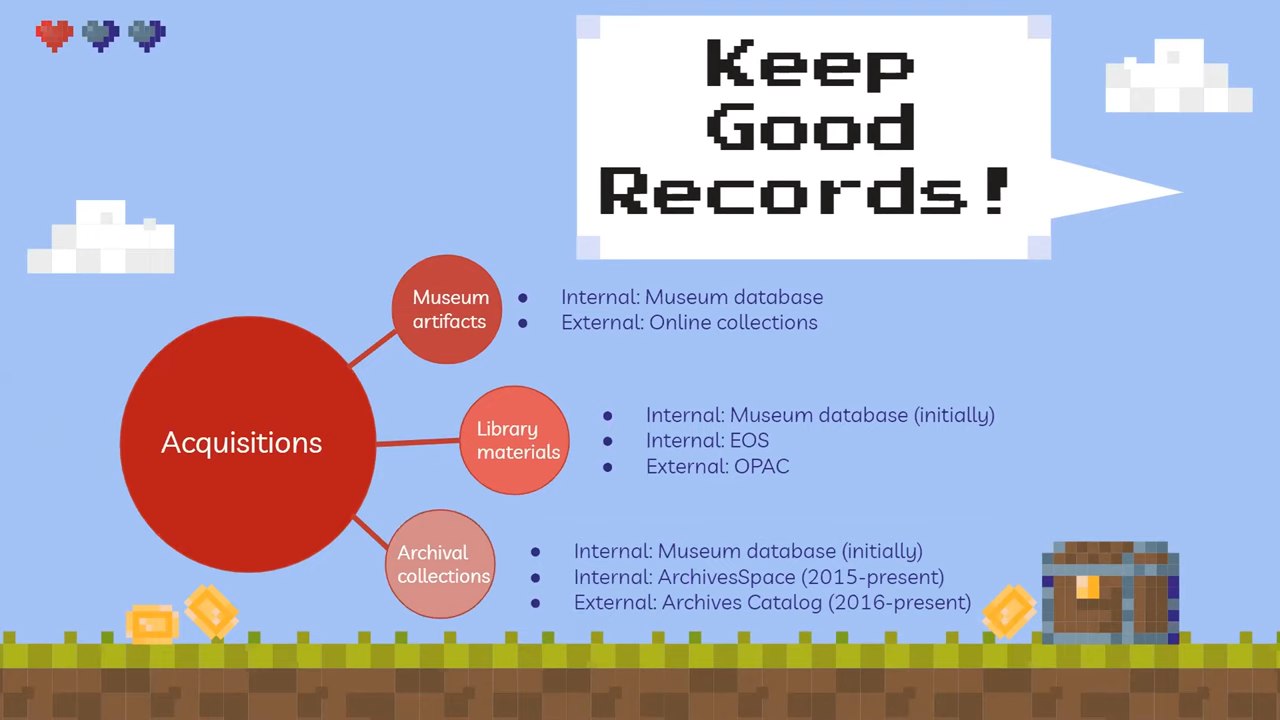 Keep
Good
Records!
Acquisitions
Museum
artifacts
● Internal: Museum database
● External: Online collections
Library
materials
● Internal: Museum database (initially)
● Internal: EOS
● External: OPAC
Archival
collections
● Internal: Museum database (initially)
● Internal: ArchivesSpace (2015-present)
● External: Archives Catalog (2016-present)